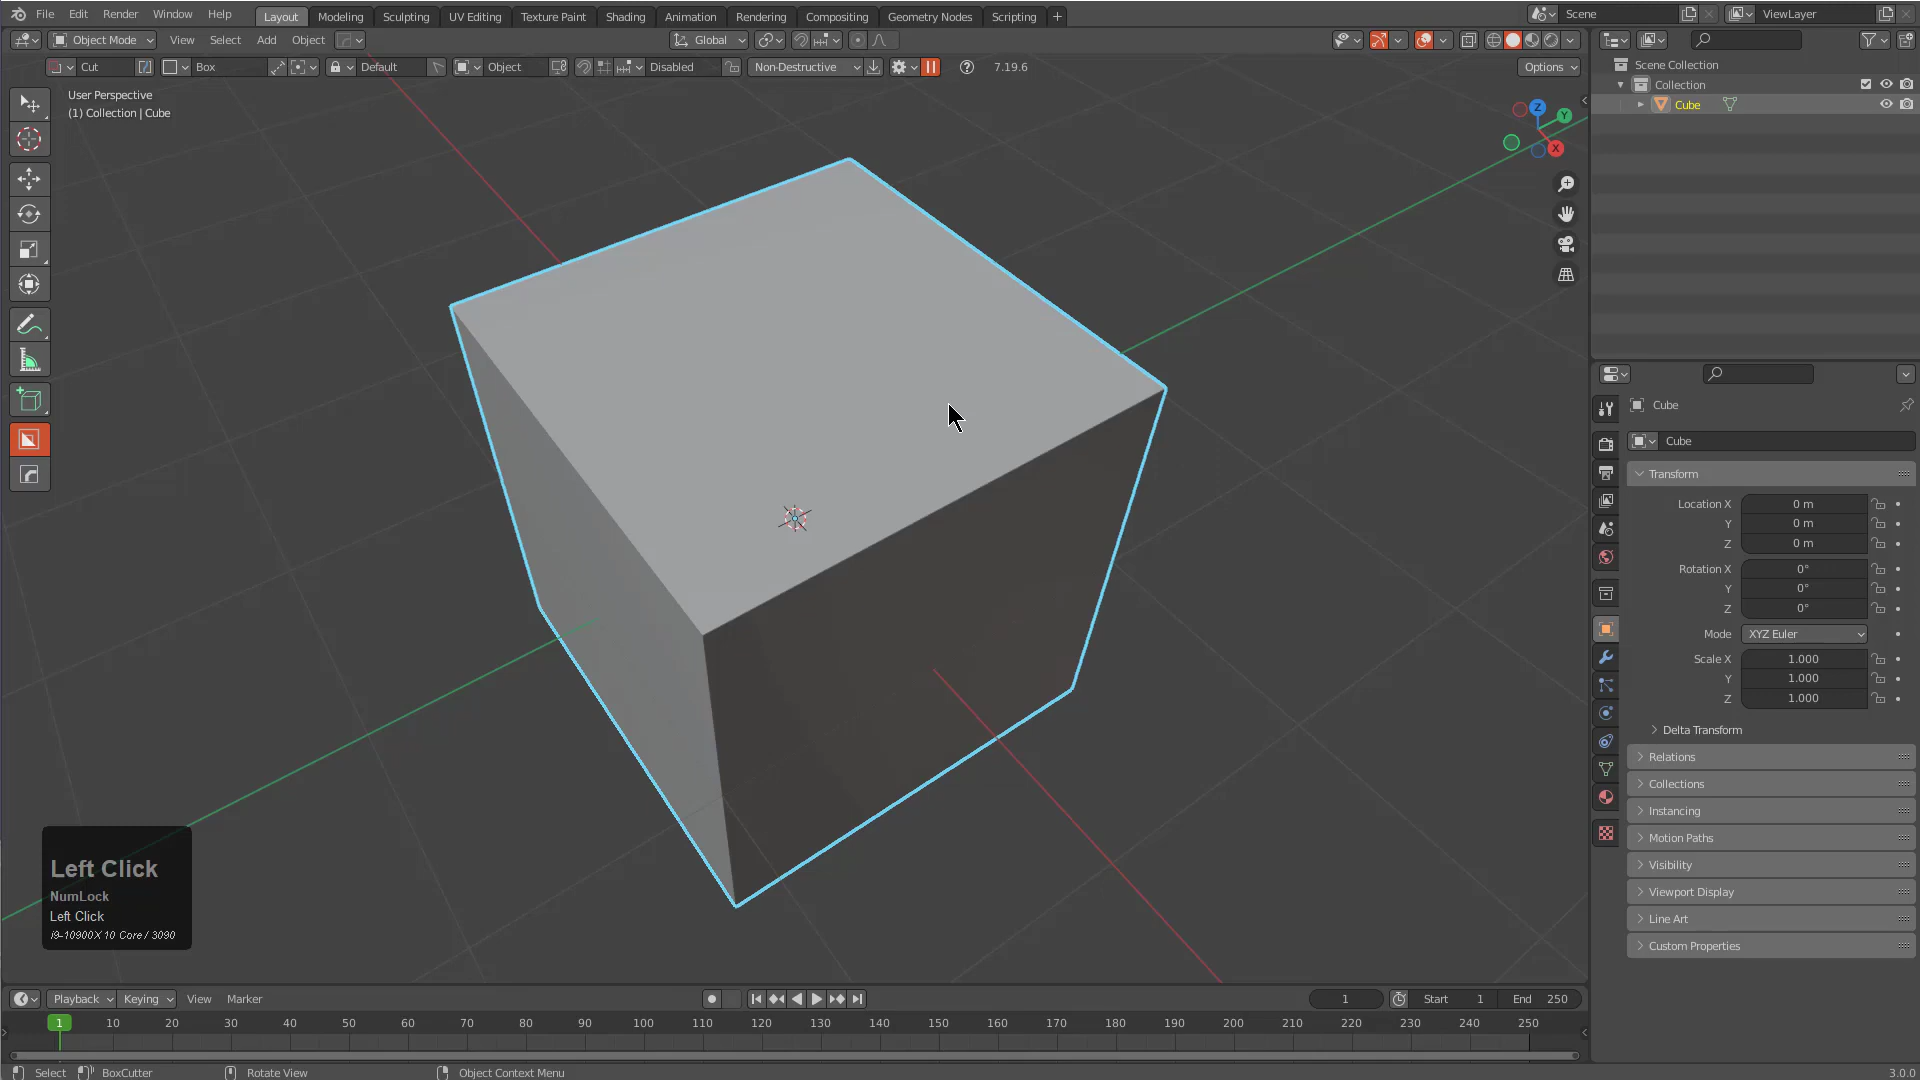 File Edit Render Window Help Layout Modeling Sculpting UV Editing Texture Paint Shading Animation Rendering Compositing Geometry Nodes Scripting + Scene ViewLayer
Object Mode View Select Add Object Global
Cut Box Default Object Disabled Non-Destructive 7.19.6 Options
User Perspective
(1) Collection | Cube
Z
Y
X
Scene Collection
Collection
Cube
Cube
Cube
Transform
Location X 0 m
Y 0 m
Z 0 m
Rotation X 0°
Y 0°
Z 0°
Mode XYZ Euler
Scale X 1.000
Y 1.000
Z 1.000
Delta Transform
Relations
Collections
Instancing
Motion Paths
Visibility
Viewport Display
Line Art
Custom Properties
Left Click
NumLock
Left Click
i9-10900X 10 Core / 3090
Playback Keying View Marker 1 Start 1 End 250
1 10 20 30 40 50 60 70 80 90 100 110 120 130 140 150 160 170 180 190 200 210 220 230 240 250
Select BoxCutter Rotate View Object Context Menu 3.0.0